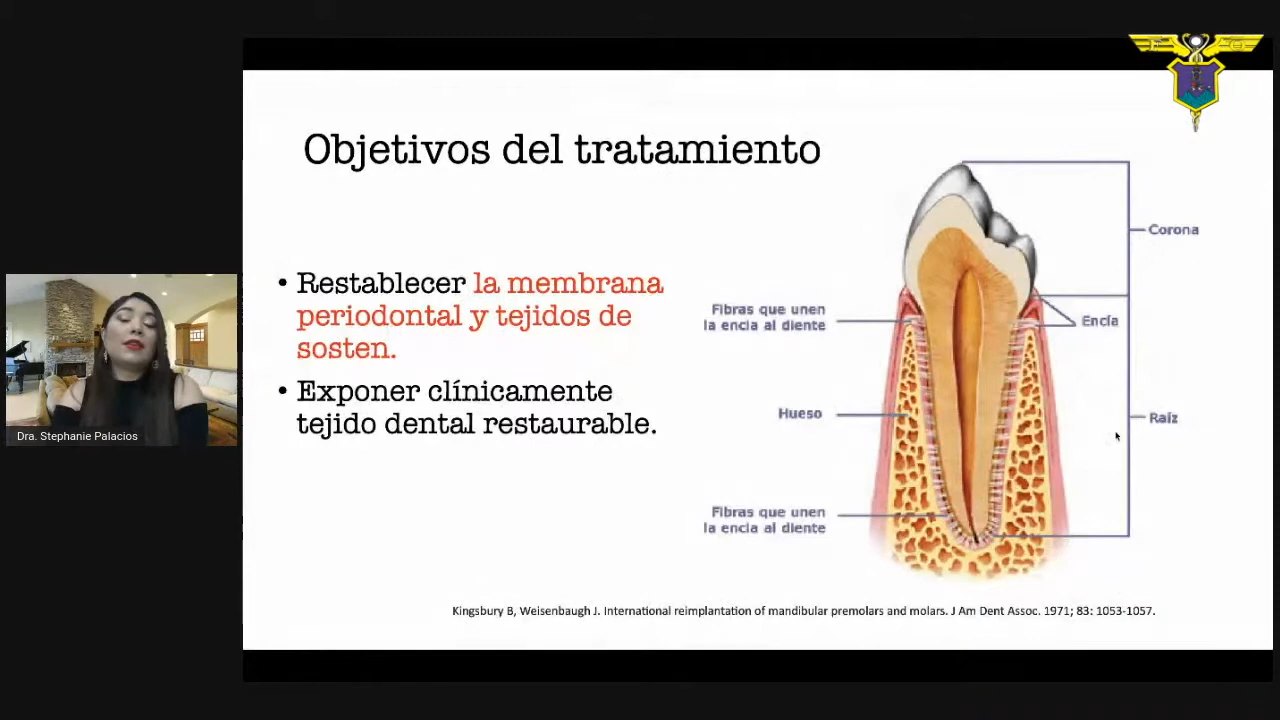 Objetivos del tratamiento
• Restablecer la membrana
periodontal y tejidos de
sosten.
• Exponer clínicamente
tejido dental restaurable.
Corona
Fibras que unen
la encia al diente
Encía
Hueso
Raíz
Fibras que unen
la encia al diente
Kingsbury B, Weisenbaugh J. International reimplantation of mandibular premolars and molars. J Am Dent Assoc. 1971; 83: 1053-1057.
Dra. Stephanie Palacios